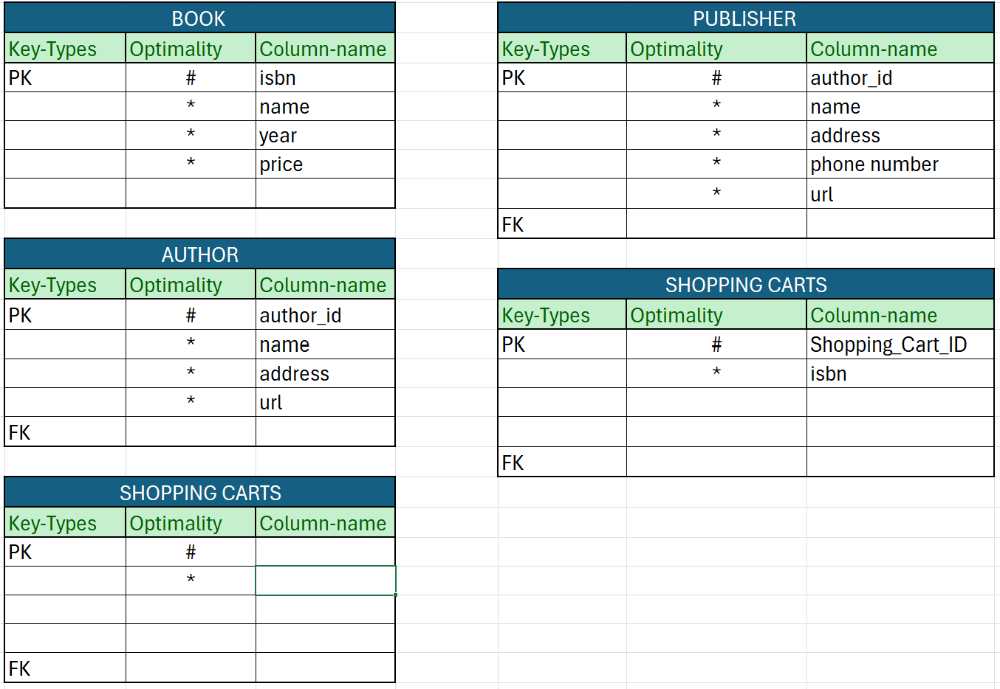 BOOK
Key-Types Optimality Column-name
PK # isbn
* name
* year
* price
AUTHOR
Key-Types Optimality Column-name
PK # author_id
* name
* address
* url
FK
SHOPPING CARTS
Key-Types Optimality Column-name
PK #
*
FK
PUBLISHER
Key-Types Optimality Column-name
PK # author_id
* name
* address
* phone number
* url
FK
SHOPPING CARTS
Key-Types Optimality Column-name
PK # Shopping_Cart_ID
* isbn
FK